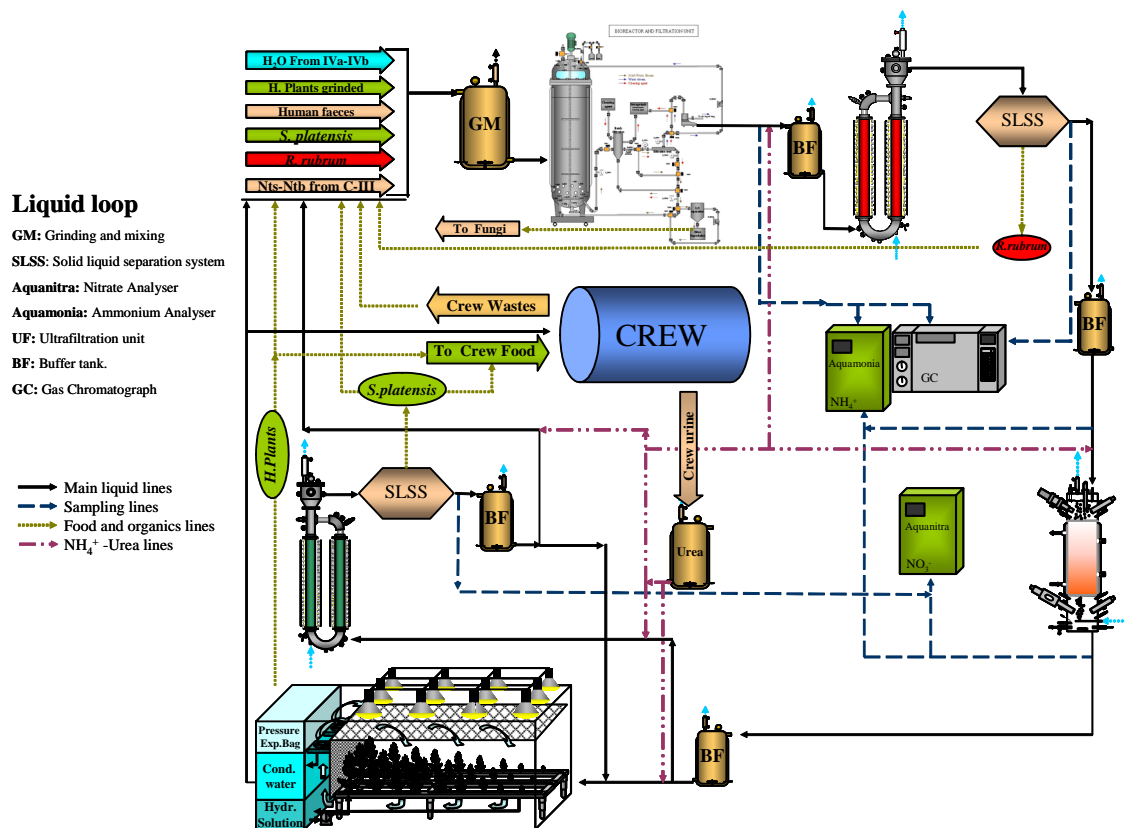 BIOREACTOR AND FILTRATION UNIT
H2O From IVa-IVb
H. Plants grinded
Human faeces
S. platensis
R. rubrum
Nts-Ntb from C-III
GM
BF
SLSS
R.rubrum
To Fungi
Liquid loop
GM: Grinding and mixing
SLSS: Solid liquid separation system
Aquanitra: Nitrate Analyser
Aquamonia: Ammonium Analyser
UF: Ultrafiltration unit
BF: Buffer tank.
GC: Gas Chromatograph
Crew Wastes
CREW
To Crew Food
S.platensis
BF
Aquamonia
NH4+
GC
H.Plants
Crew urine
SLSS
BF
Urea
Aquanitra
NO3-
Main liquid lines
Sampling lines
Food and organics lines
NH4+ -Urea lines
Pressure
Exp.Bag
Cond.
water
Hydr.
Solution
BF